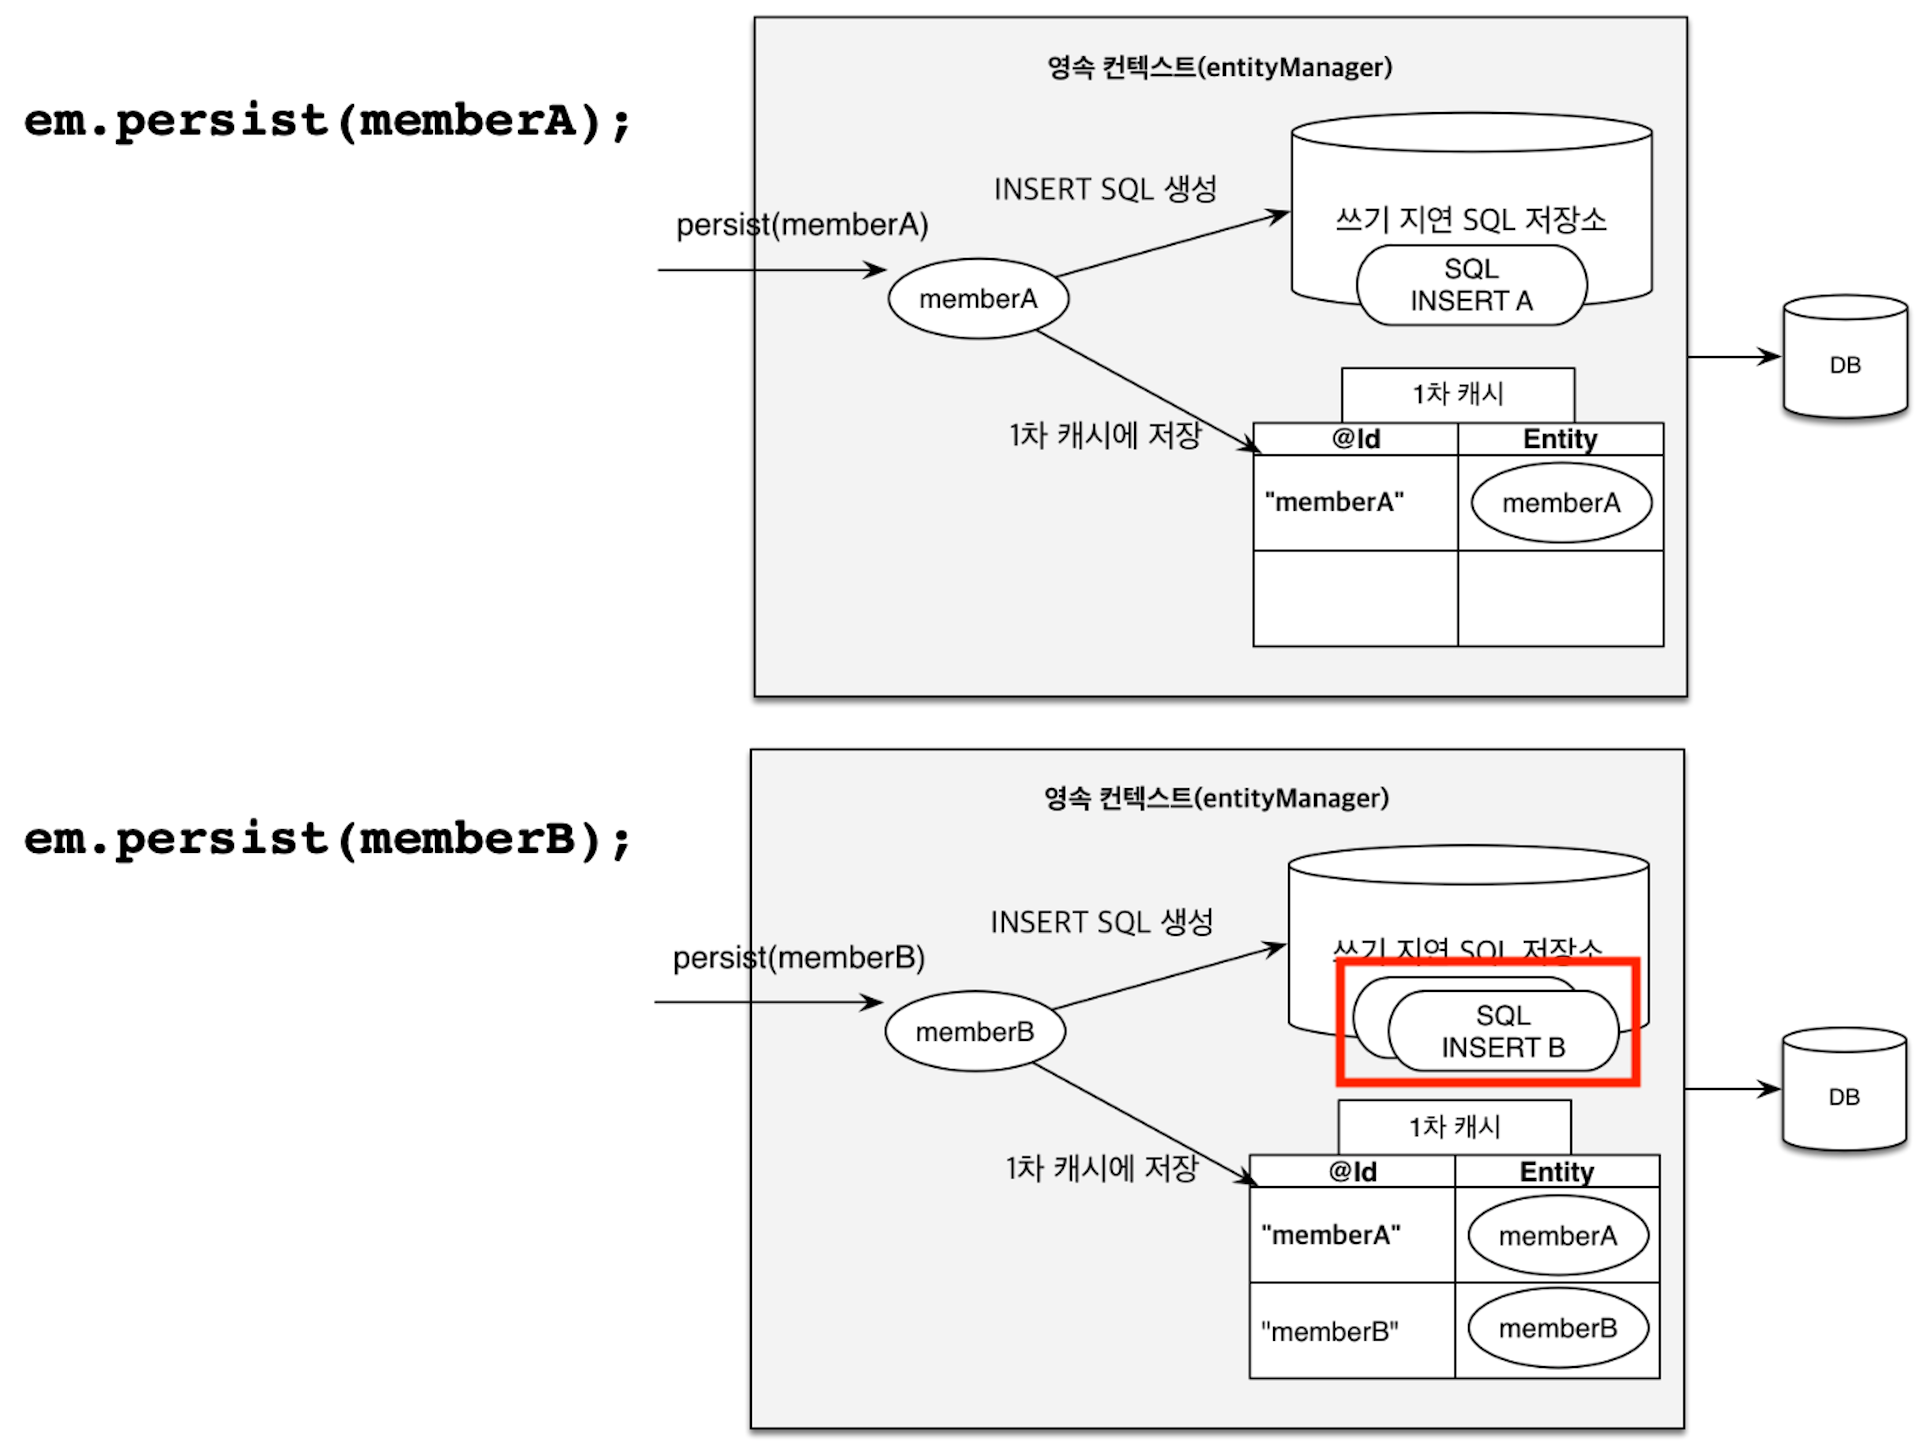 영속 컨텍스트(entityManager)
em.persist(memberA);
INSERT SQL 생성
persist(memberA)
쓰기 지연 SQL 저장소
memberA
SQL
INSERT A
DB
1차 캐시
1차 캐시에 저장
@Id
Entity
"memberA"
memberA
영속 컨텍스트(entityManager)
em.persist(memberB);
INSERT SQL 생성
persist(memberB)
쓰기 지연 SQL 저장소
memberB
SQL
INSERT B
DB
1차 캐시
1차 캐시에 저장
@Id
Entity
"memberA"
memberA
"memberB"
memberB